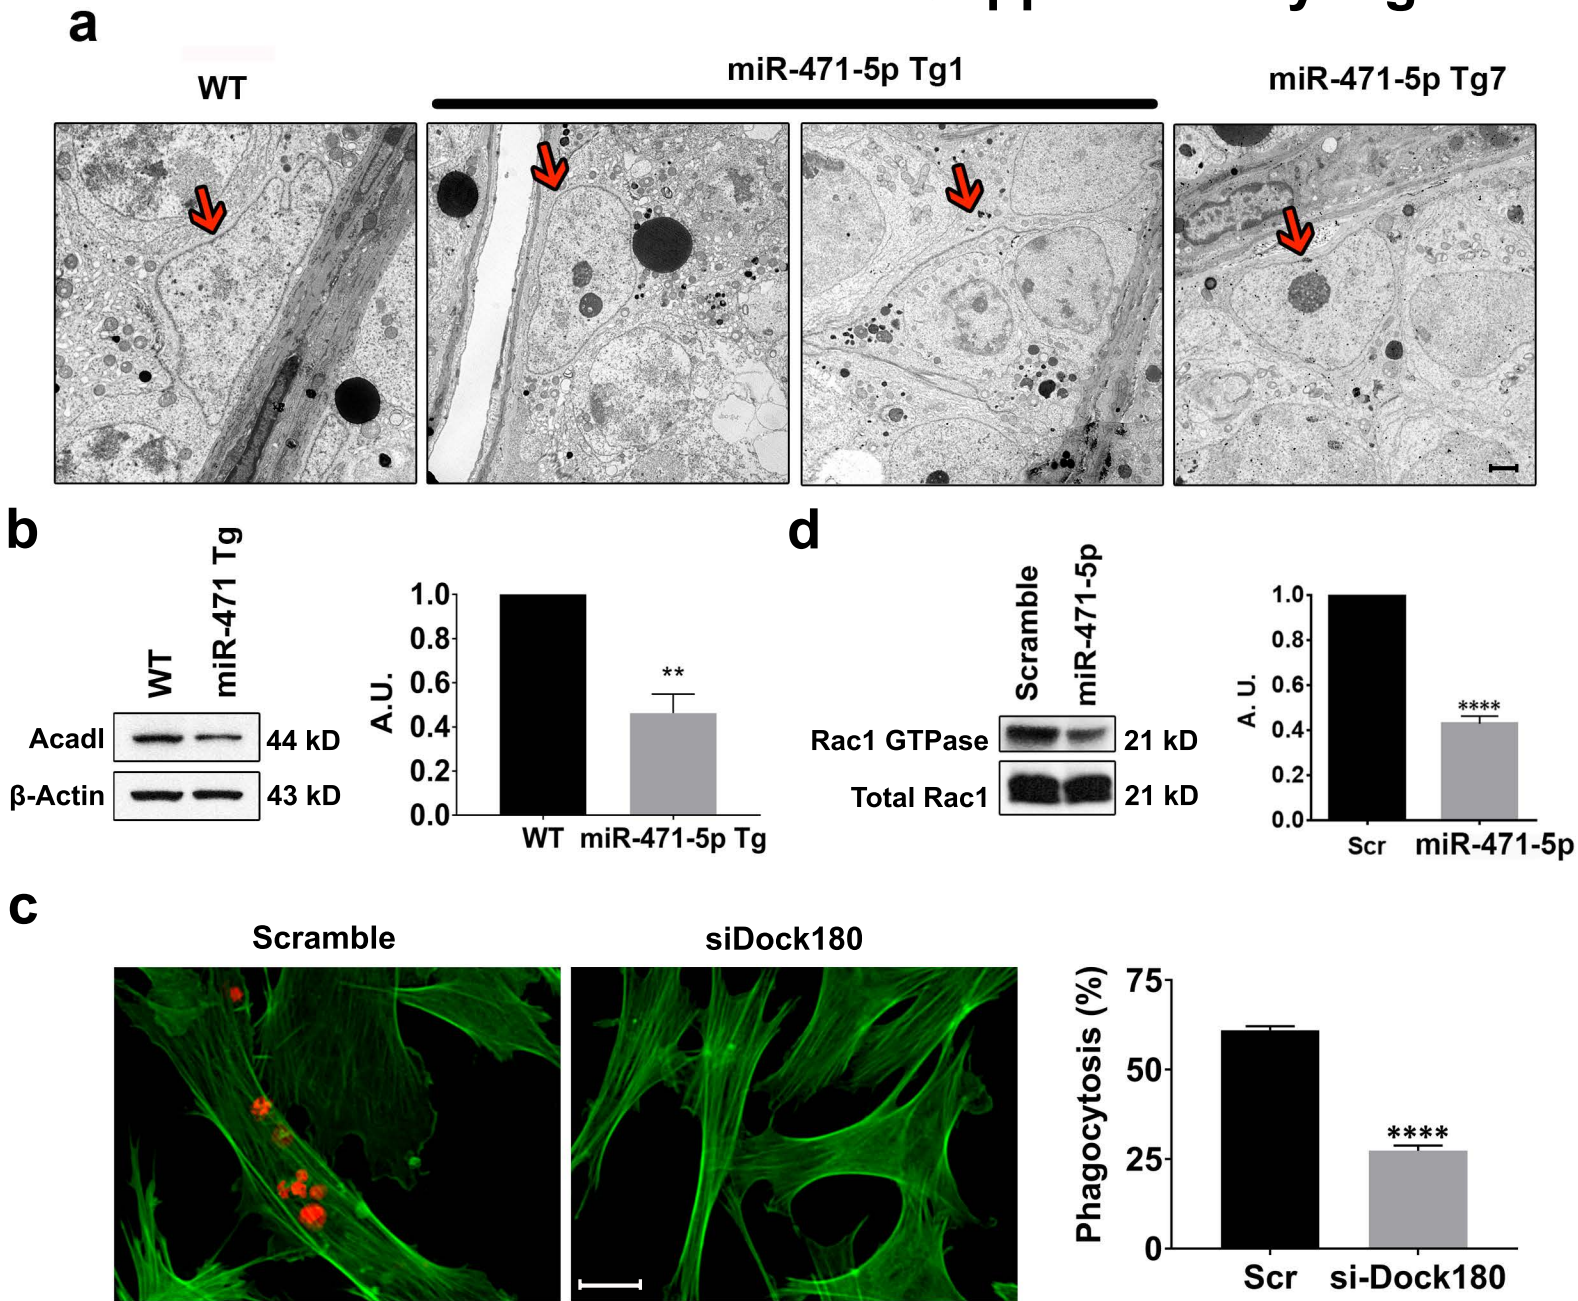 a
WT
miR-471-5p Tg1
miR-471-5p Tg7
b
WT
miR-471 Tg
Acadl
44 kD
β-Actin
43 kD
A.U.
1.0
0.8
0.6
0.4
0.2
0.0
**
WT
miR-471-5p Tg
d
Scramble
miR-471-5p
Rac1 GTPase
21 kD
Total Rac1
21 kD
A. U.
1.0
0.8
0.6
0.4
0.2
0.0
****
Scr
miR-471-5p
c
Scramble
siDock180
Phagocytosis (%)
75
50
25
0
****
Scr
si-Dock180